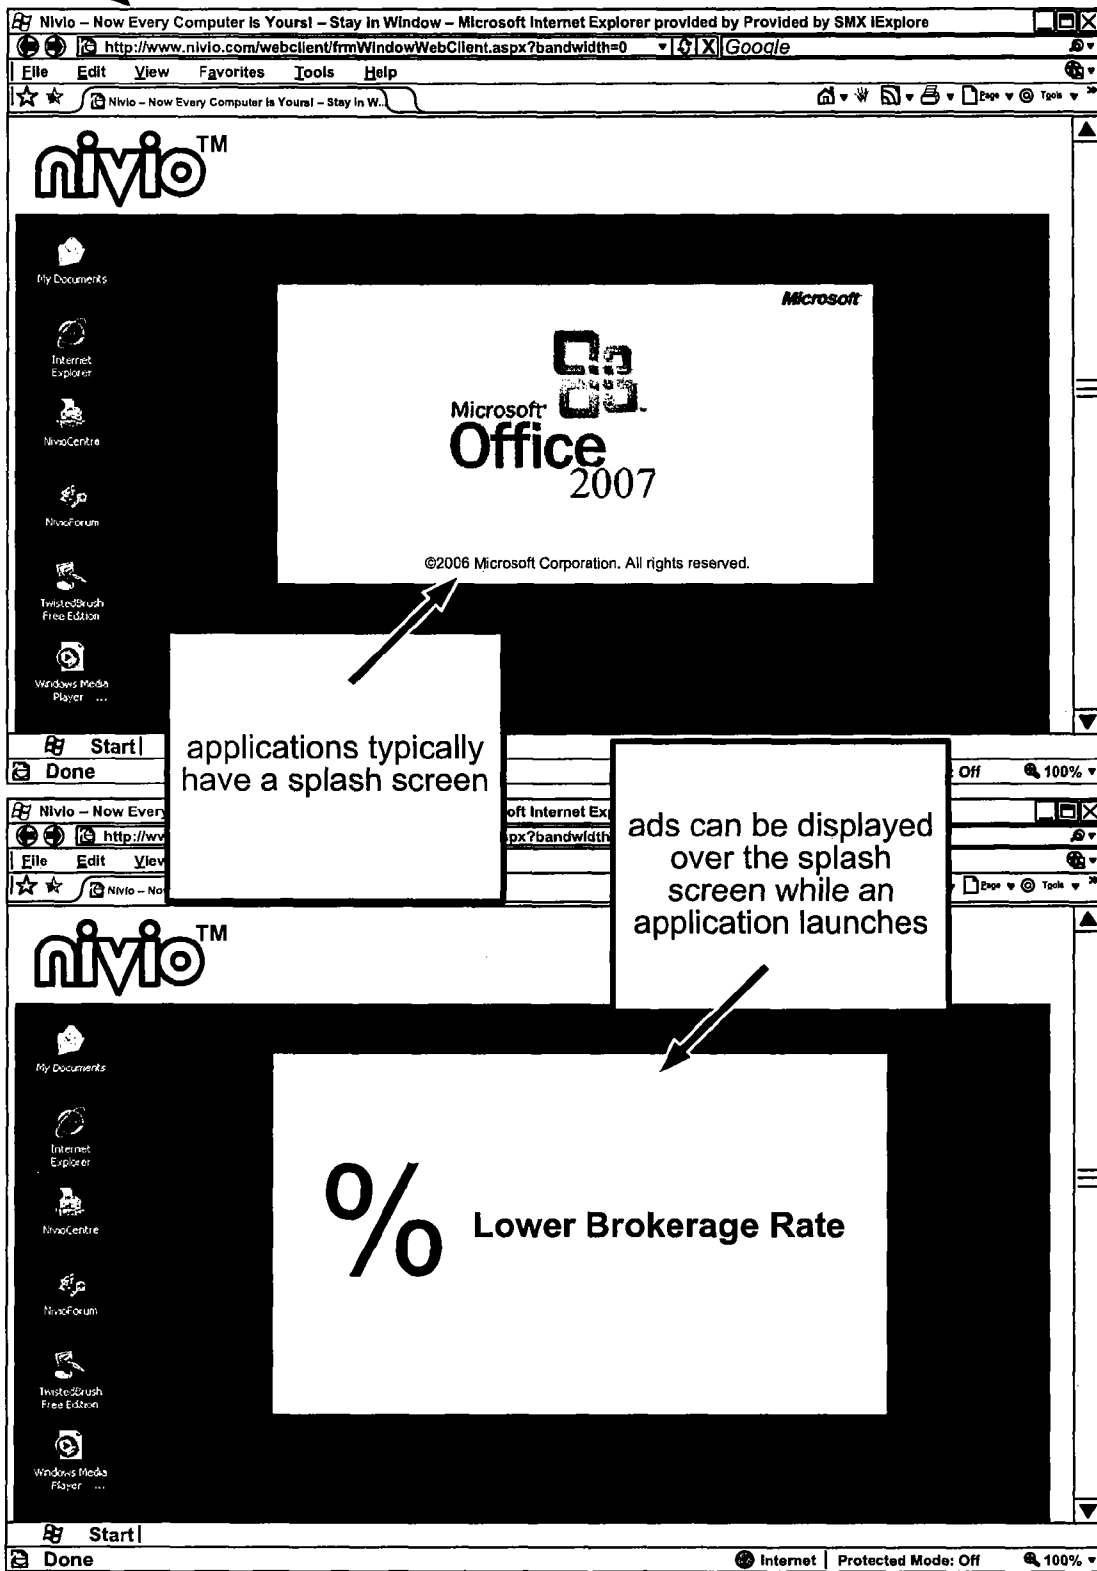 Nivio – Now Every Computer is Yours! – Stay in Window – Microsoft Internet Explorer provided by Provided by SMX iExplore
http://www.nivio.com/webclient/frmWindowWebClient.aspx?bandwidth=0
Google
File Edit View Favorites Tools Help
Nivio – Now Every Computer is Yours! – Stay in W...
Page Tools
nivio™
My Documents
Internet Explorer
NivioCentre
NivioForum
TwistedBrush Free Edition
Windows Media Player ...
Microsoft
Microsoft
Office
2007
©2006 Microsoft Corporation. All rights reserved.
applications typically
have a splash screen
Start
Done
: Off 100%
ads can be displayed
over the splash
screen while an
application launches
Nivio – Now Every
oft Internet Ex
http://ww
px?bandwidth
File Edit View
Nivio – No
Page Tools
nivio™
My Documents
Internet Explorer
NivioCentre
NivioForum
TwistedBrush Free Edition
Windows Media Player ...
% Lower Brokerage Rate
Start
Done
Internet Protected Mode: Off 100%